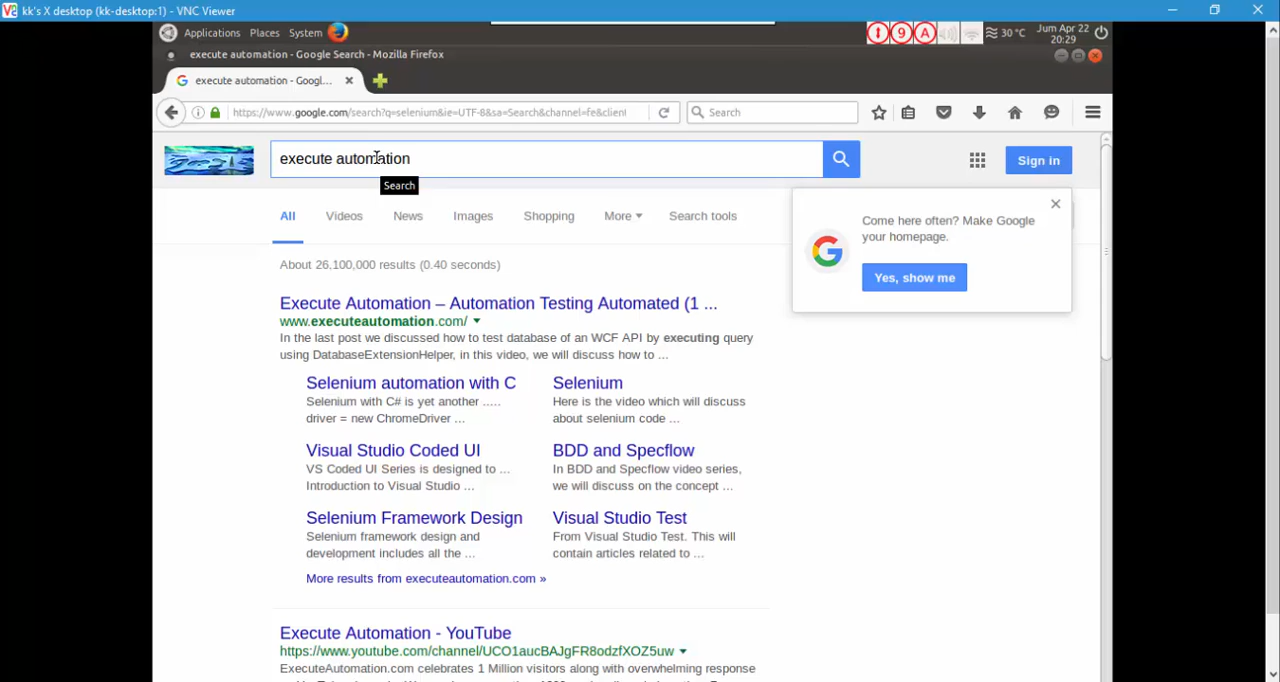 kk's X desktop (kk-desktop:1) - VNC Viewer
Applications Places System
30 °C
Jum Apr 22
20:29
execute automation - Google Search - Mozilla Firefox
execute automation - Googl...
https://www.google.com/search?q=selenium&ie=UTF-8&sa=Search&channel=fe&client
Search
execute automation
Sign in
Search
All Videos News Images Shopping More Search tools
Come here often? Make Google
your homepage.
Yes, show me
About 26,100,000 results (0.40 seconds)
Execute Automation – Automation Testing Automated (1 ...
www.executeautomation.com/
In the last post we discussed how to test database of an WCF API by executing query
using DatabaseExtensionHelper, in this video, we will discuss how to ...
Selenium automation with C
Selenium with C# is yet another .....
driver = new ChromeDriver ...
Selenium
Here is the video which will discuss
about selenium code ...
Visual Studio Coded UI
VS Coded UI Series is designed to ...
Introduction to Visual Studio ...
BDD and Specflow
In BDD and Specflow video series,
we will discuss on the concept ...
Selenium Framework Design
Selenium framework design and
development includes all the ...
Visual Studio Test
From Visual Studio Test. This will
contain articles related to ...
More results from executeautomation.com »
Execute Automation - YouTube
https://www.youtube.com/channel/UCO1aucBAJgFR8odzfXOZ5uw
ExecuteAutomation.com celebrates 1 Million visitors along with overwhelming response